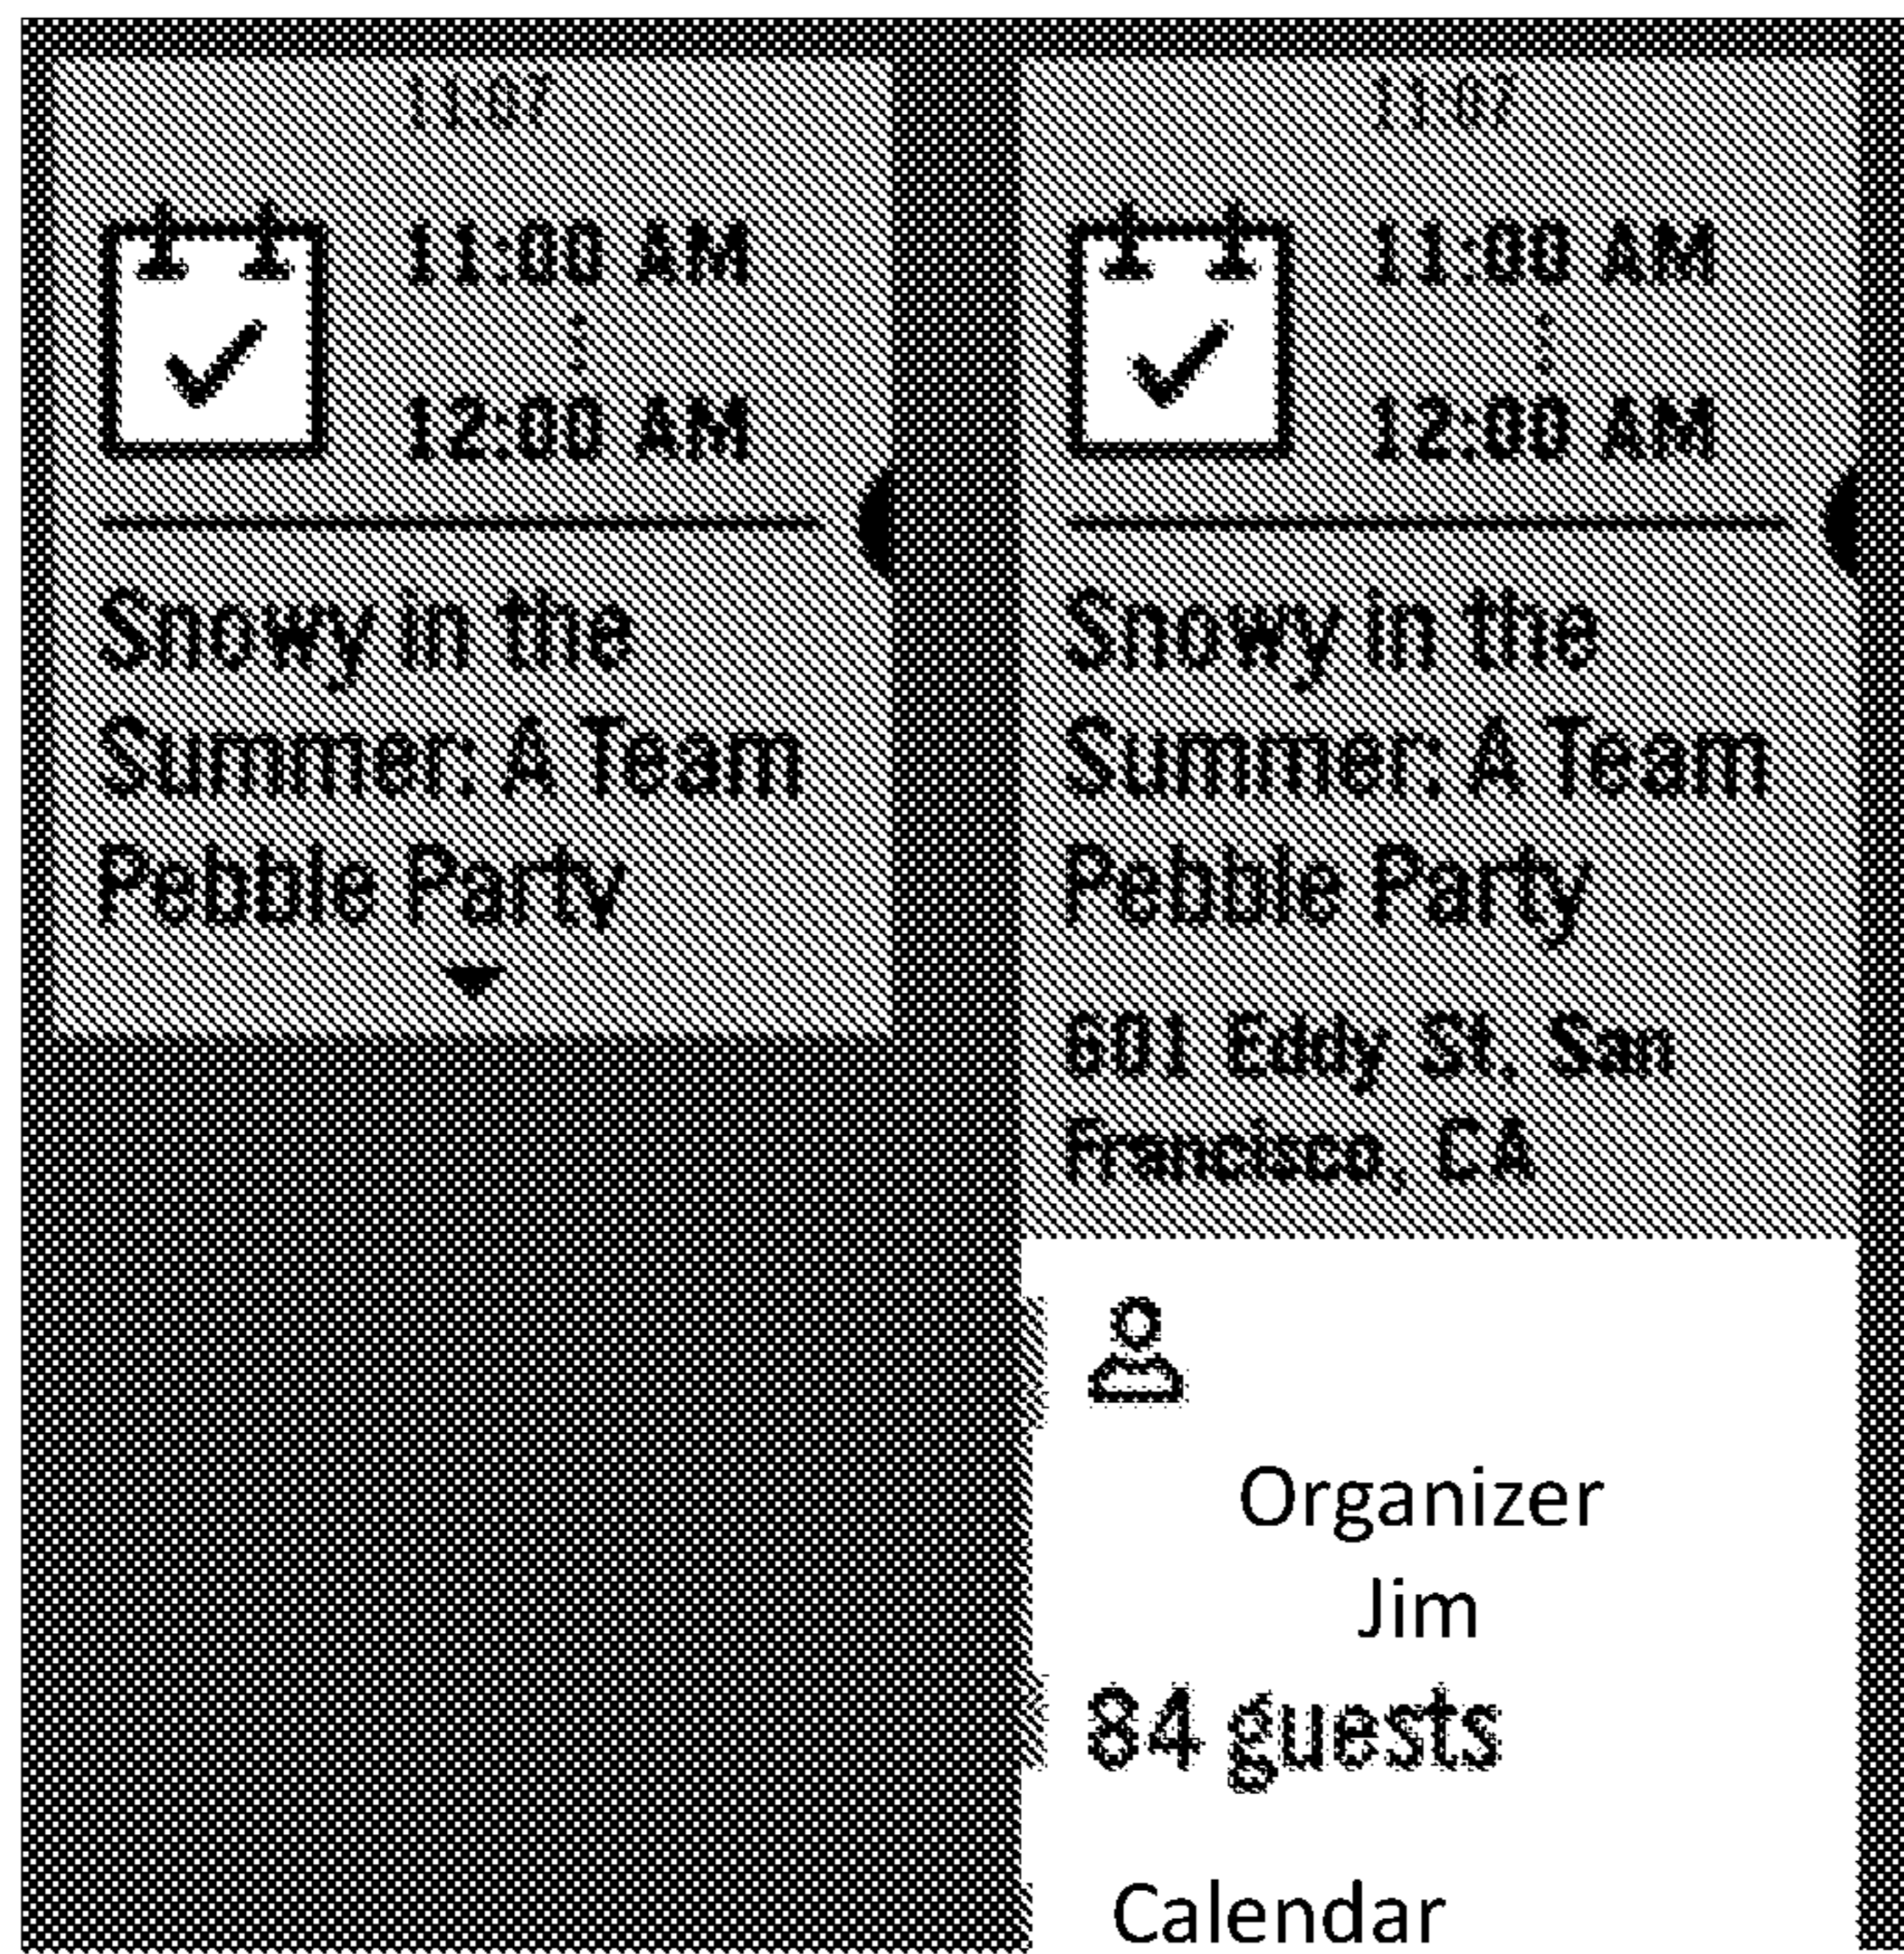 11:07
11:00 AM
12:00 AM
Snowy in the
Summer: A Team
Pebble Party
11:07
11:00 AM
12:00 AM
Snowy in the
Summer: A Team
Pebble Party
601 Eddy St, San
Francisco, CA
Organizer
Jim
84 guests
Calendar